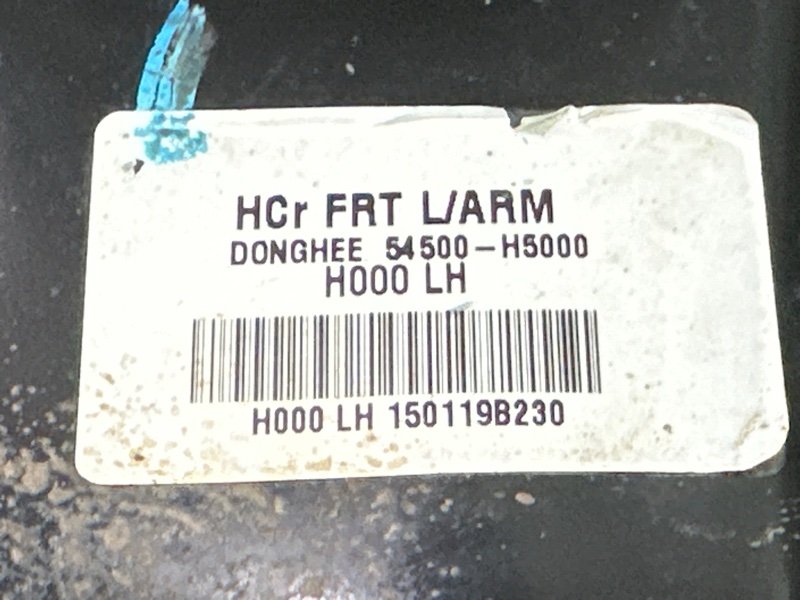 HCr FRT L/ARM
DONGHEE 54500-H5000
H000 LH
H000 LH 150119B230